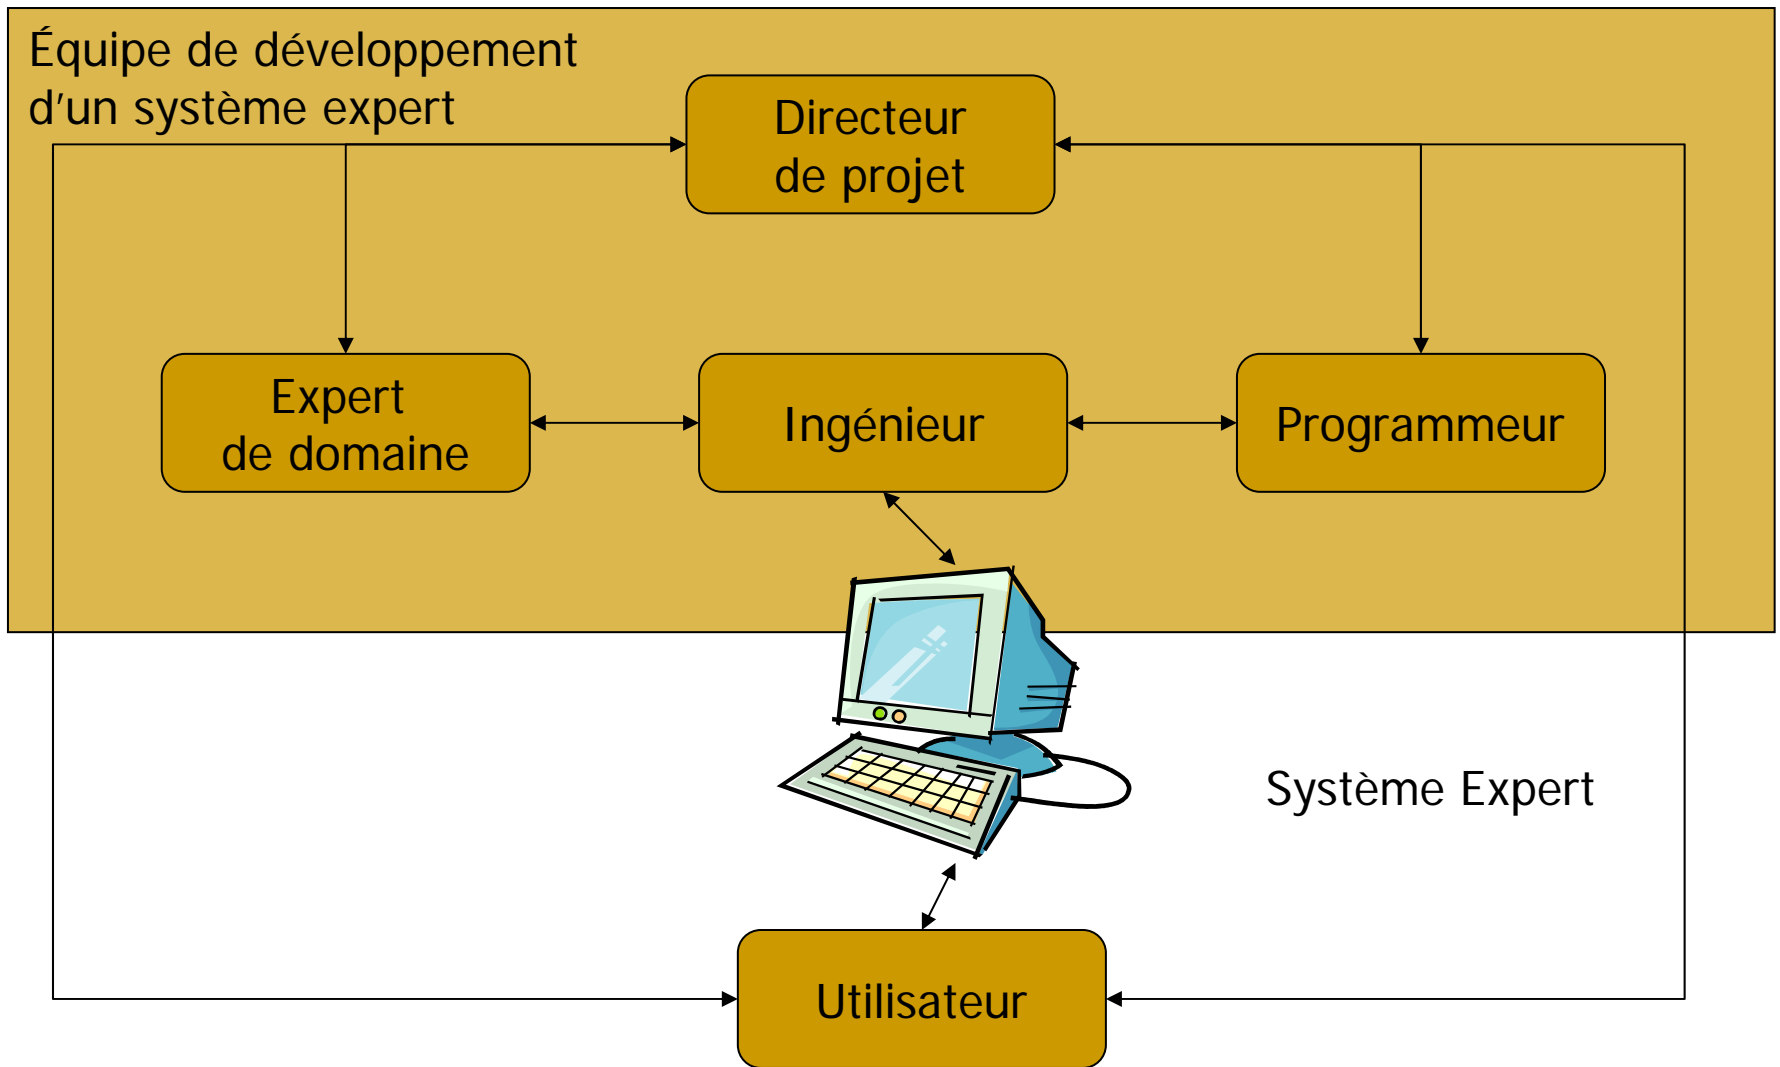 Équipe de développement
d'un système expert
Directeur
de projet
Expert
de domaine
Ingénieur
Programmeur
Système Expert
Utilisateur